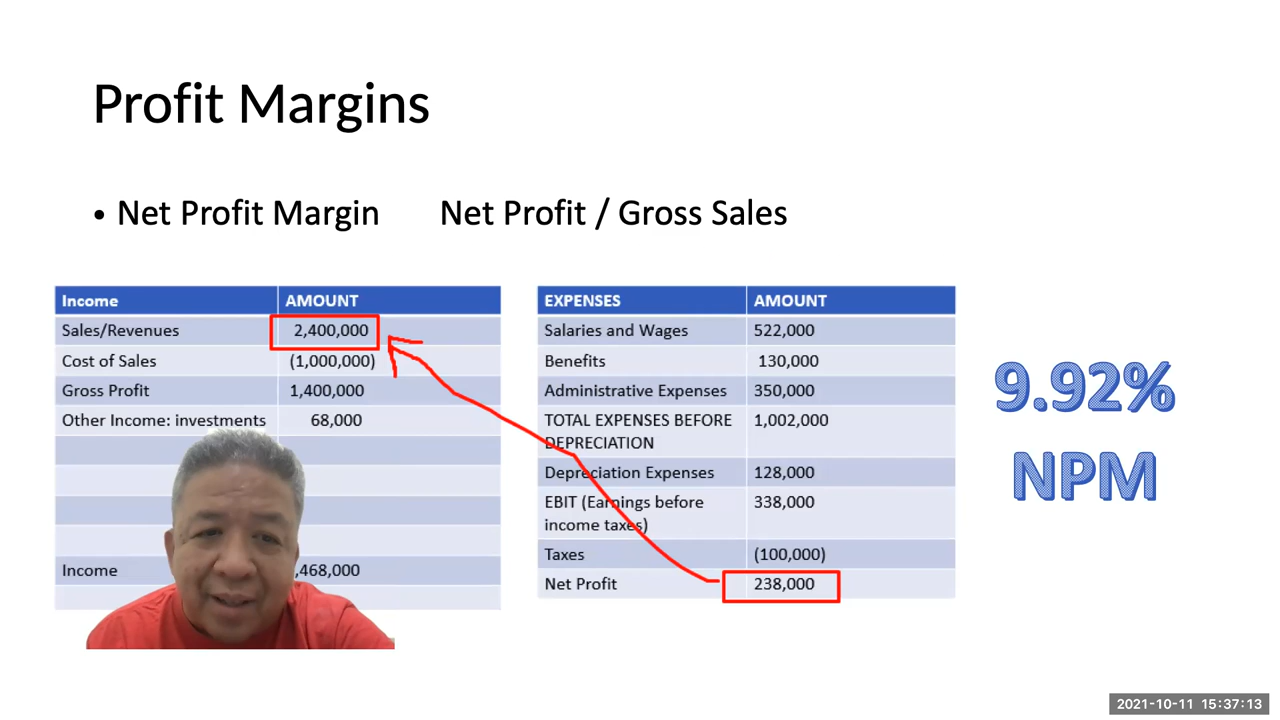 Profit Margins
• Net Profit Margin Net Profit / Gross Sales
Income AMOUNT
Sales/Revenues 2,400,000
Cost of Sales (1,000,000)
Gross Profit 1,400,000
Other Income: investments 68,000
Income ,468,000
EXPENSES AMOUNT
Salaries and Wages 522,000
Benefits 130,000
Administrative Expenses 350,000
TOTAL EXPENSES BEFORE 1,002,000
DEPRECIATION
Depreciation Expenses 128,000
EBIT (Earnings before 338,000
income taxes)
Taxes (100,000)
Net Profit 238,000
9.92%
NPM
2021-10-11 15:37:13